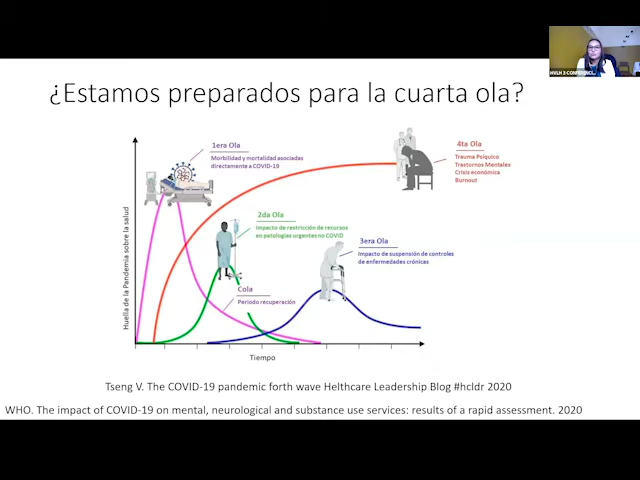 HVLH 3-CONFERENC...
¿Estamos preparados para la cuarta ola?
1era Ola
Morbilidad y mortalidad asociadas
directamente a COVID-19
4ta Ola
Trauma Psíquico
Trastornos Mentales
Crisis económica
Burnout
2da Ola
Impacto de restricción de recursos
en patologías urgentes no COVID
3era Ola
Impacto de suspensión de controles
de enfermedades crónicas
Cola
Periodo recuperación
Huella de la Pandemia sobre la salud
Tiempo
Tseng V. The COVID-19 pandemic forth wave Helthcare Leadership Blog #hcldr 2020
WHO. The impact of COVID-19 on mental, neurological and substance use services: results of a rapid assessment. 2020